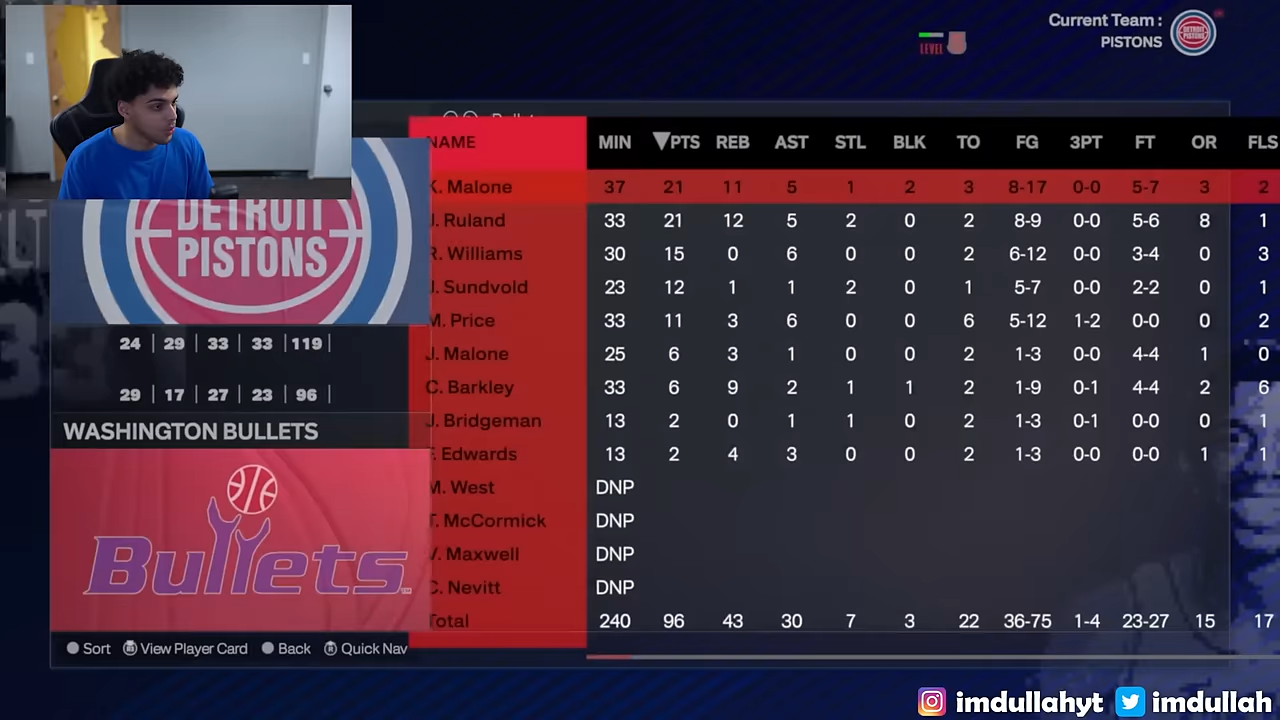 Current Team :
PISTONS
LEVEL
DETROIT
PISTONS
24 | 29 | 33 | 33 | 119 |
29 | 17 | 27 | 23 | 96 |
WASHINGTON BULLETS
Bullets
NAME MIN PTS REB AST STL BLK TO FG 3PT FT OR FLS
K. Malone 37 21 11 5 1 2 3 8-17 0-0 5-7 3 2
J. Ruland 33 21 12 5 2 0 2 8-9 0-0 5-6 8 1
R. Williams 30 15 0 6 0 0 2 6-12 0-0 3-4 0 3
J. Sundvold 23 12 1 1 2 0 1 5-7 0-0 2-2 0 1
M. Price 33 11 3 6 0 0 6 5-12 1-2 0-0 0 2
J. Malone 25 6 3 1 0 0 2 1-3 0-0 4-4 1 0
C. Barkley 33 6 9 2 1 1 2 1-9 0-1 4-4 2 6
J. Bridgeman 13 2 0 1 1 0 2 1-3 0-1 0-0 0 1
F. Edwards 13 2 4 3 0 0 2 1-3 0-0 0-0 1 1
M. West DNP
T. McCormick DNP
V. Maxwell DNP
C. Nevitt DNP
Total 240 96 43 30 7 3 22 36-75 1-4 23-27 15 17
Sort View Player Card Back Quick Nav
imdullahyt imdullah